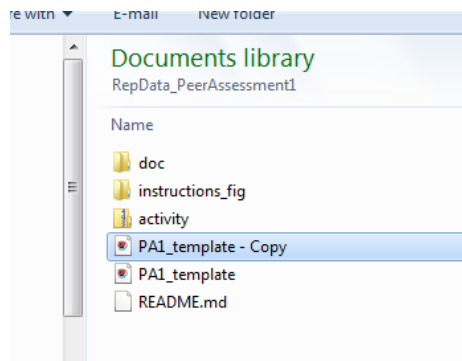 re with E-mail New folder
Documents library
RepData_PeerAssessment1
Name
doc
instructions_fig
activity
PA1_template - Copy
PA1_template
README.md